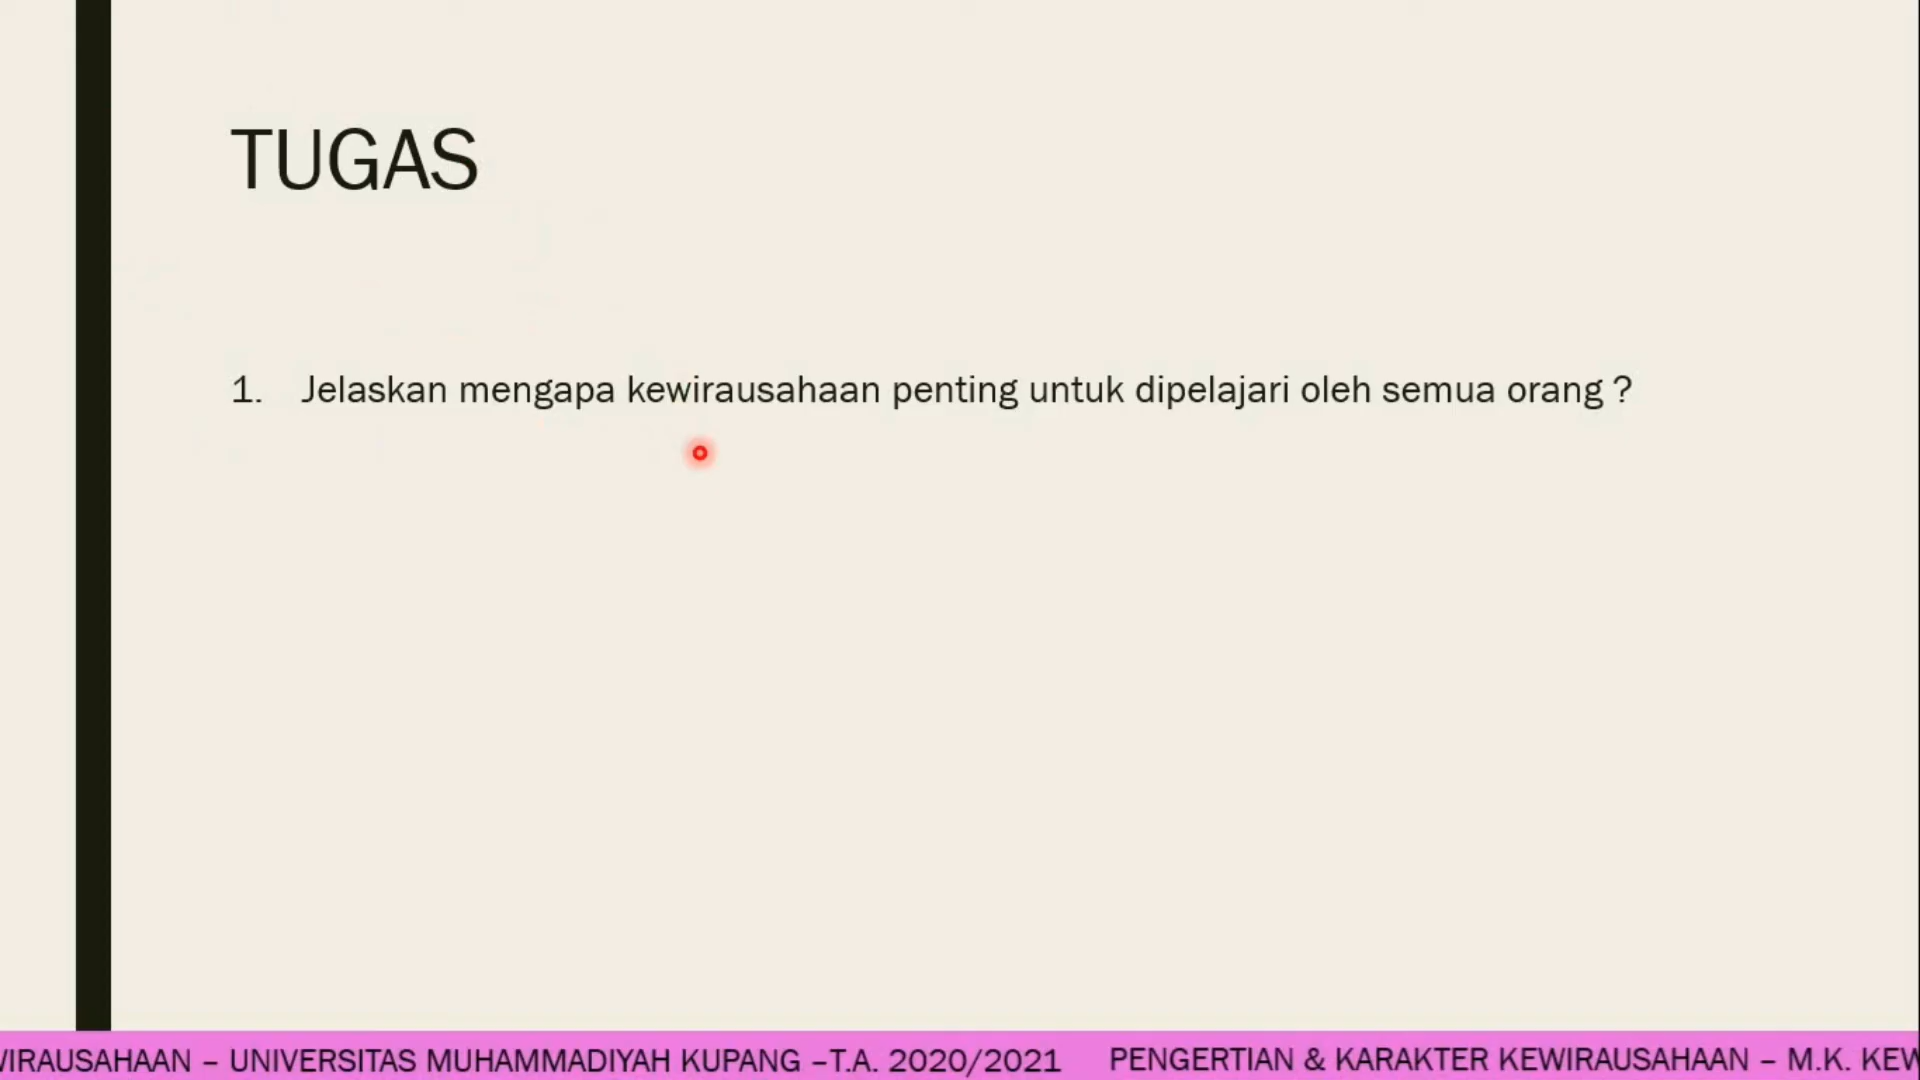 TUGAS
1. Jelaskan mengapa kewirausahaan penting untuk dipelajari oleh semua orang ?
WIRAUSAHAAN – UNIVERSITAS MUHAMMADIYAH KUPANG –T.A. 2020/2021 PENGERTIAN & KARAKTER KEWIRAUSAHAAN – M.K. KEW